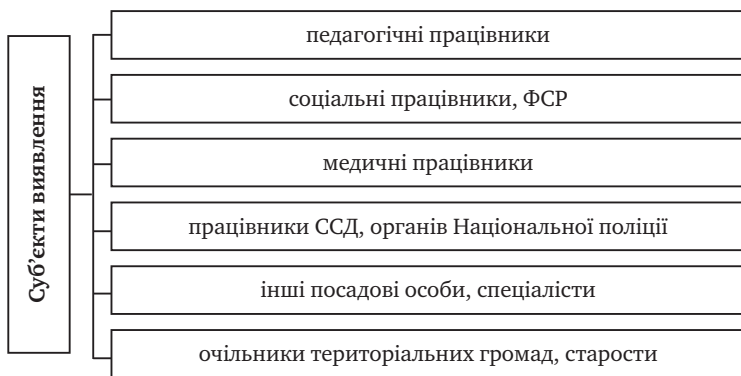 Суб’єкти виявлення
педагогічні працівники
соціальні працівники, ФСР
медичні працівники
працівники ССД, органів Національної поліції
інші посадові особи, спеціалісти
очільники територіальних громад, старости